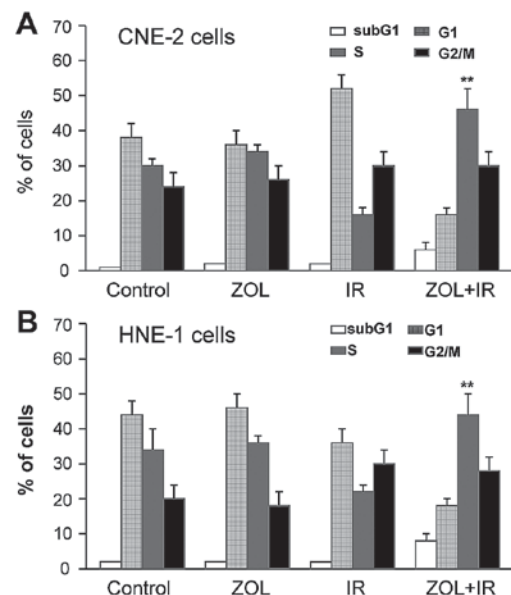 A
CNE-2 cells
subG1 G1
S G2/M
**
% of cells
70
60
50
40
30
20
10
0
Control ZOL IR ZOL+IR
B
HNE-1 cells
subG1 G1
S G2/M
**
% of cells
70
60
50
40
30
20
10
0
Control ZOL IR ZOL+IR